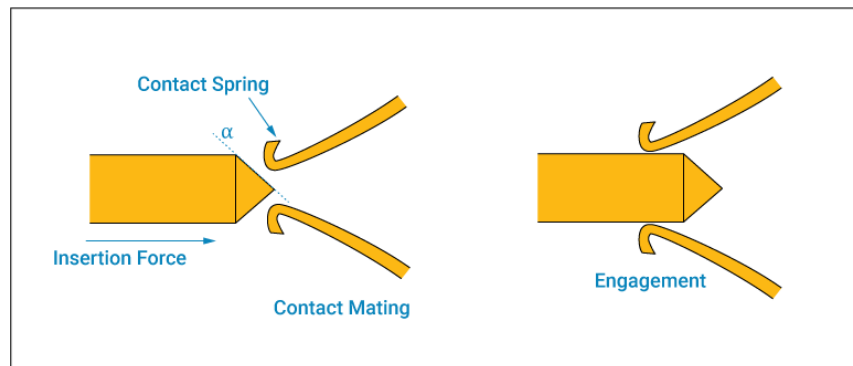 Contact Spring
α
Insertion Force
Contact Mating
Engagement